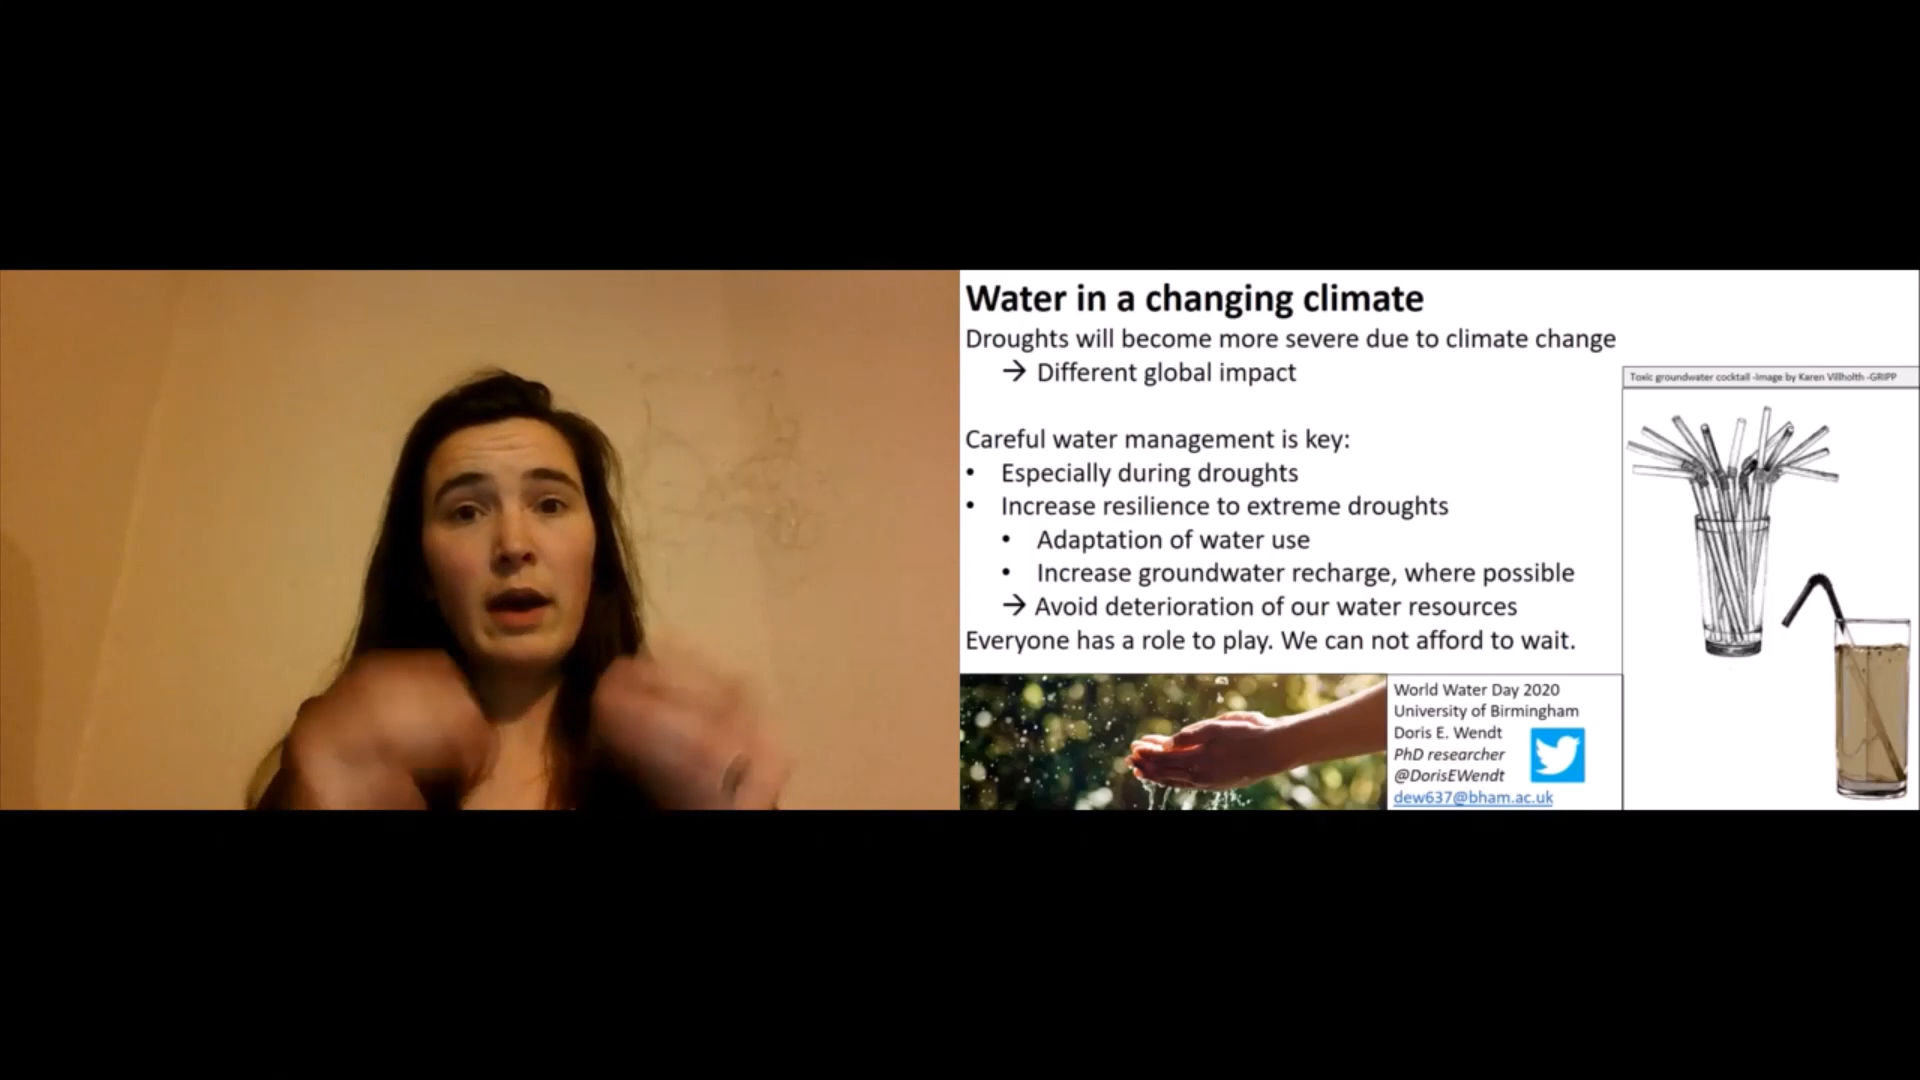 Water in a changing climate
Droughts will become more severe due to climate change
→ Different global impact
Toxic groundwater cocktail -Image by Karen Villholth -GRIPP
Careful water management is key:
• Especially during droughts
• Increase resilience to extreme droughts
• Adaptation of water use
• Increase groundwater recharge, where possible
→ Avoid deterioration of our water resources
Everyone has a role to play. We can not afford to wait.
World Water Day 2020
University of Birmingham
Doris E. Wendt
PhD researcher
@DorisEWendt
dew637@bham.ac.uk